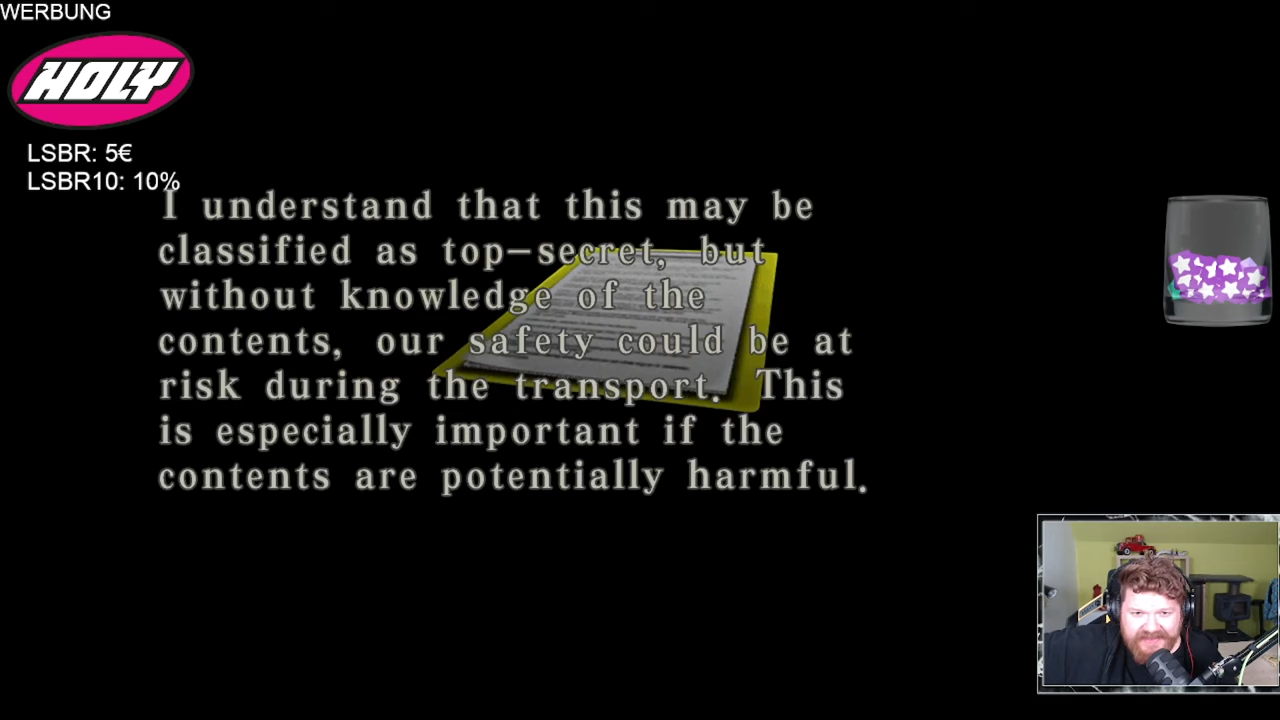 WERBUNG
HOLY
LSBR: 5€
LSBR10: 10%
I understand that this may be
classified as top-secret, but
without knowledge of the
contents, our safety could be at
risk during the transport. This
is especially important if the
contents are potentially harmful.